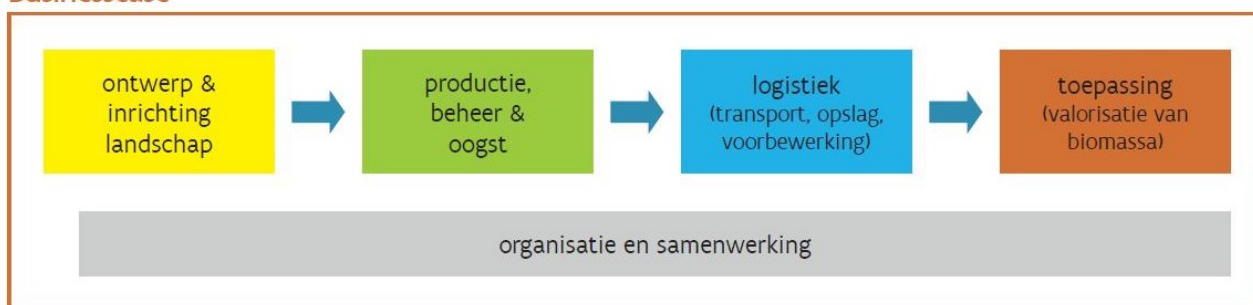 ontwerp &
inrichting
landschap
productie,
beheer &
oogst
logistiek
(transport, opslag,
voorbewerking)
toepassing
(valorisatie van
biomassa)
organisatie en samenwerking